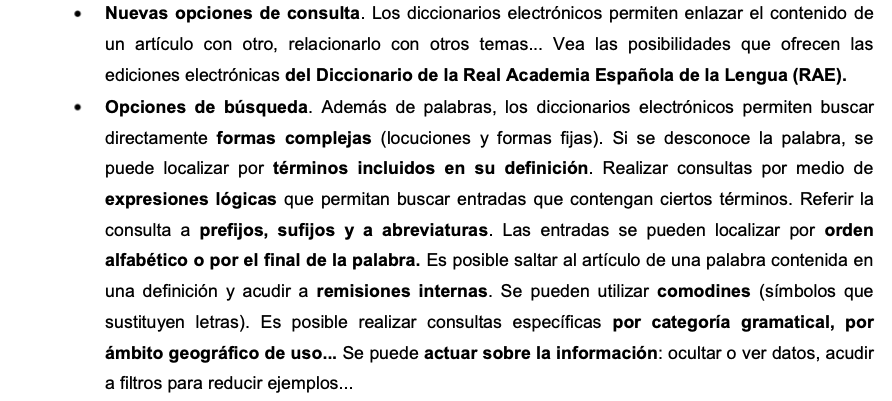 • Nuevas opciones de consulta. Los diccionarios electrónicos permiten enlazar el contenido de
un artículo con otro, relacionarlo con otros temas... Vea las posibilidades que ofrecen las
ediciones electrónicas del Diccionario de la Real Academia Española de la Lengua (RAE).
• Opciones de búsqueda. Además de palabras, los diccionarios electrónicos permiten buscar
directamente formas complejas (locuciones y formas fijas). Si se desconoce la palabra, se
puede localizar por términos incluidos en su definición. Realizar consultas por medio de
expresiones lógicas que permitan buscar entradas que contengan ciertos términos. Referir la
consulta a prefijos, sufijos y a abreviaturas. Las entradas se pueden localizar por orden
alfabético o por el final de la palabra. Es posible saltar al artículo de una palabra contenida en
una definición y acudir a remisiones internas. Se pueden utilizar comodines (símbolos que
sustituyen letras). Es posible realizar consultas específicas por categoría gramatical, por
ámbito geográfico de uso... Se puede actuar sobre la información: ocultar o ver datos, acudir
a filtros para reducir ejemplos...